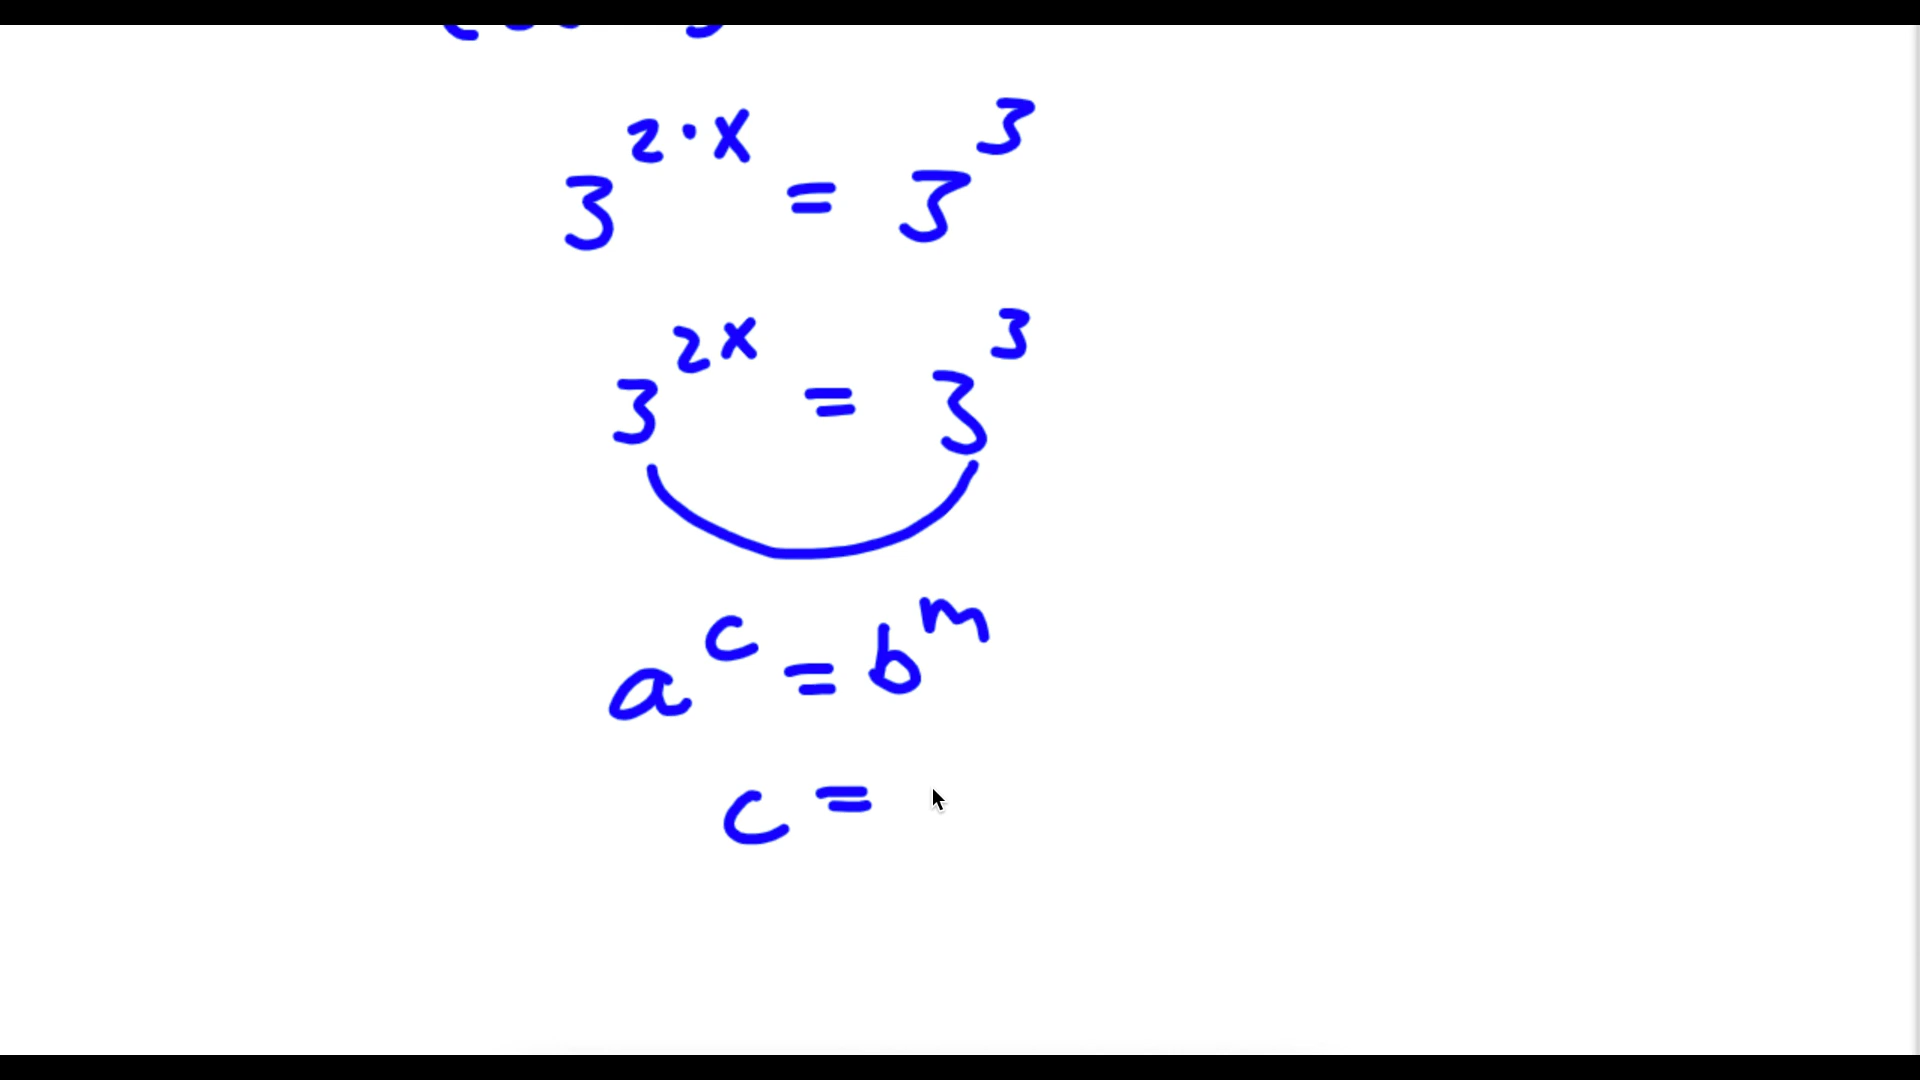 3^{2·x} = 3^3
3^{2x} = 3^3
a^c = b^m
c =